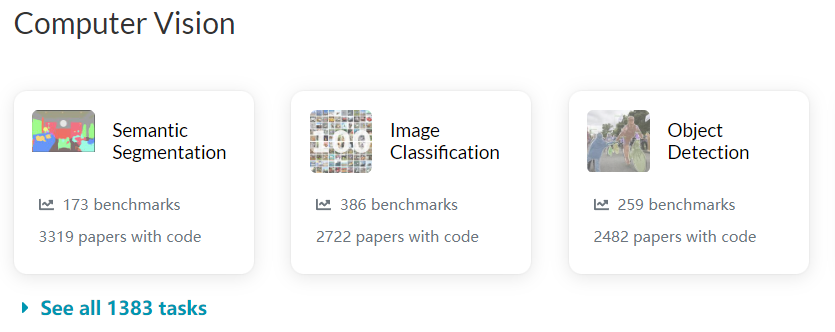 Computer Vision
Semantic
Segmentation
173 benchmarks
3319 papers with code
100
Image
Classification
386 benchmarks
2722 papers with code
Object
Detection
259 benchmarks
2482 papers with code
See all 1383 tasks